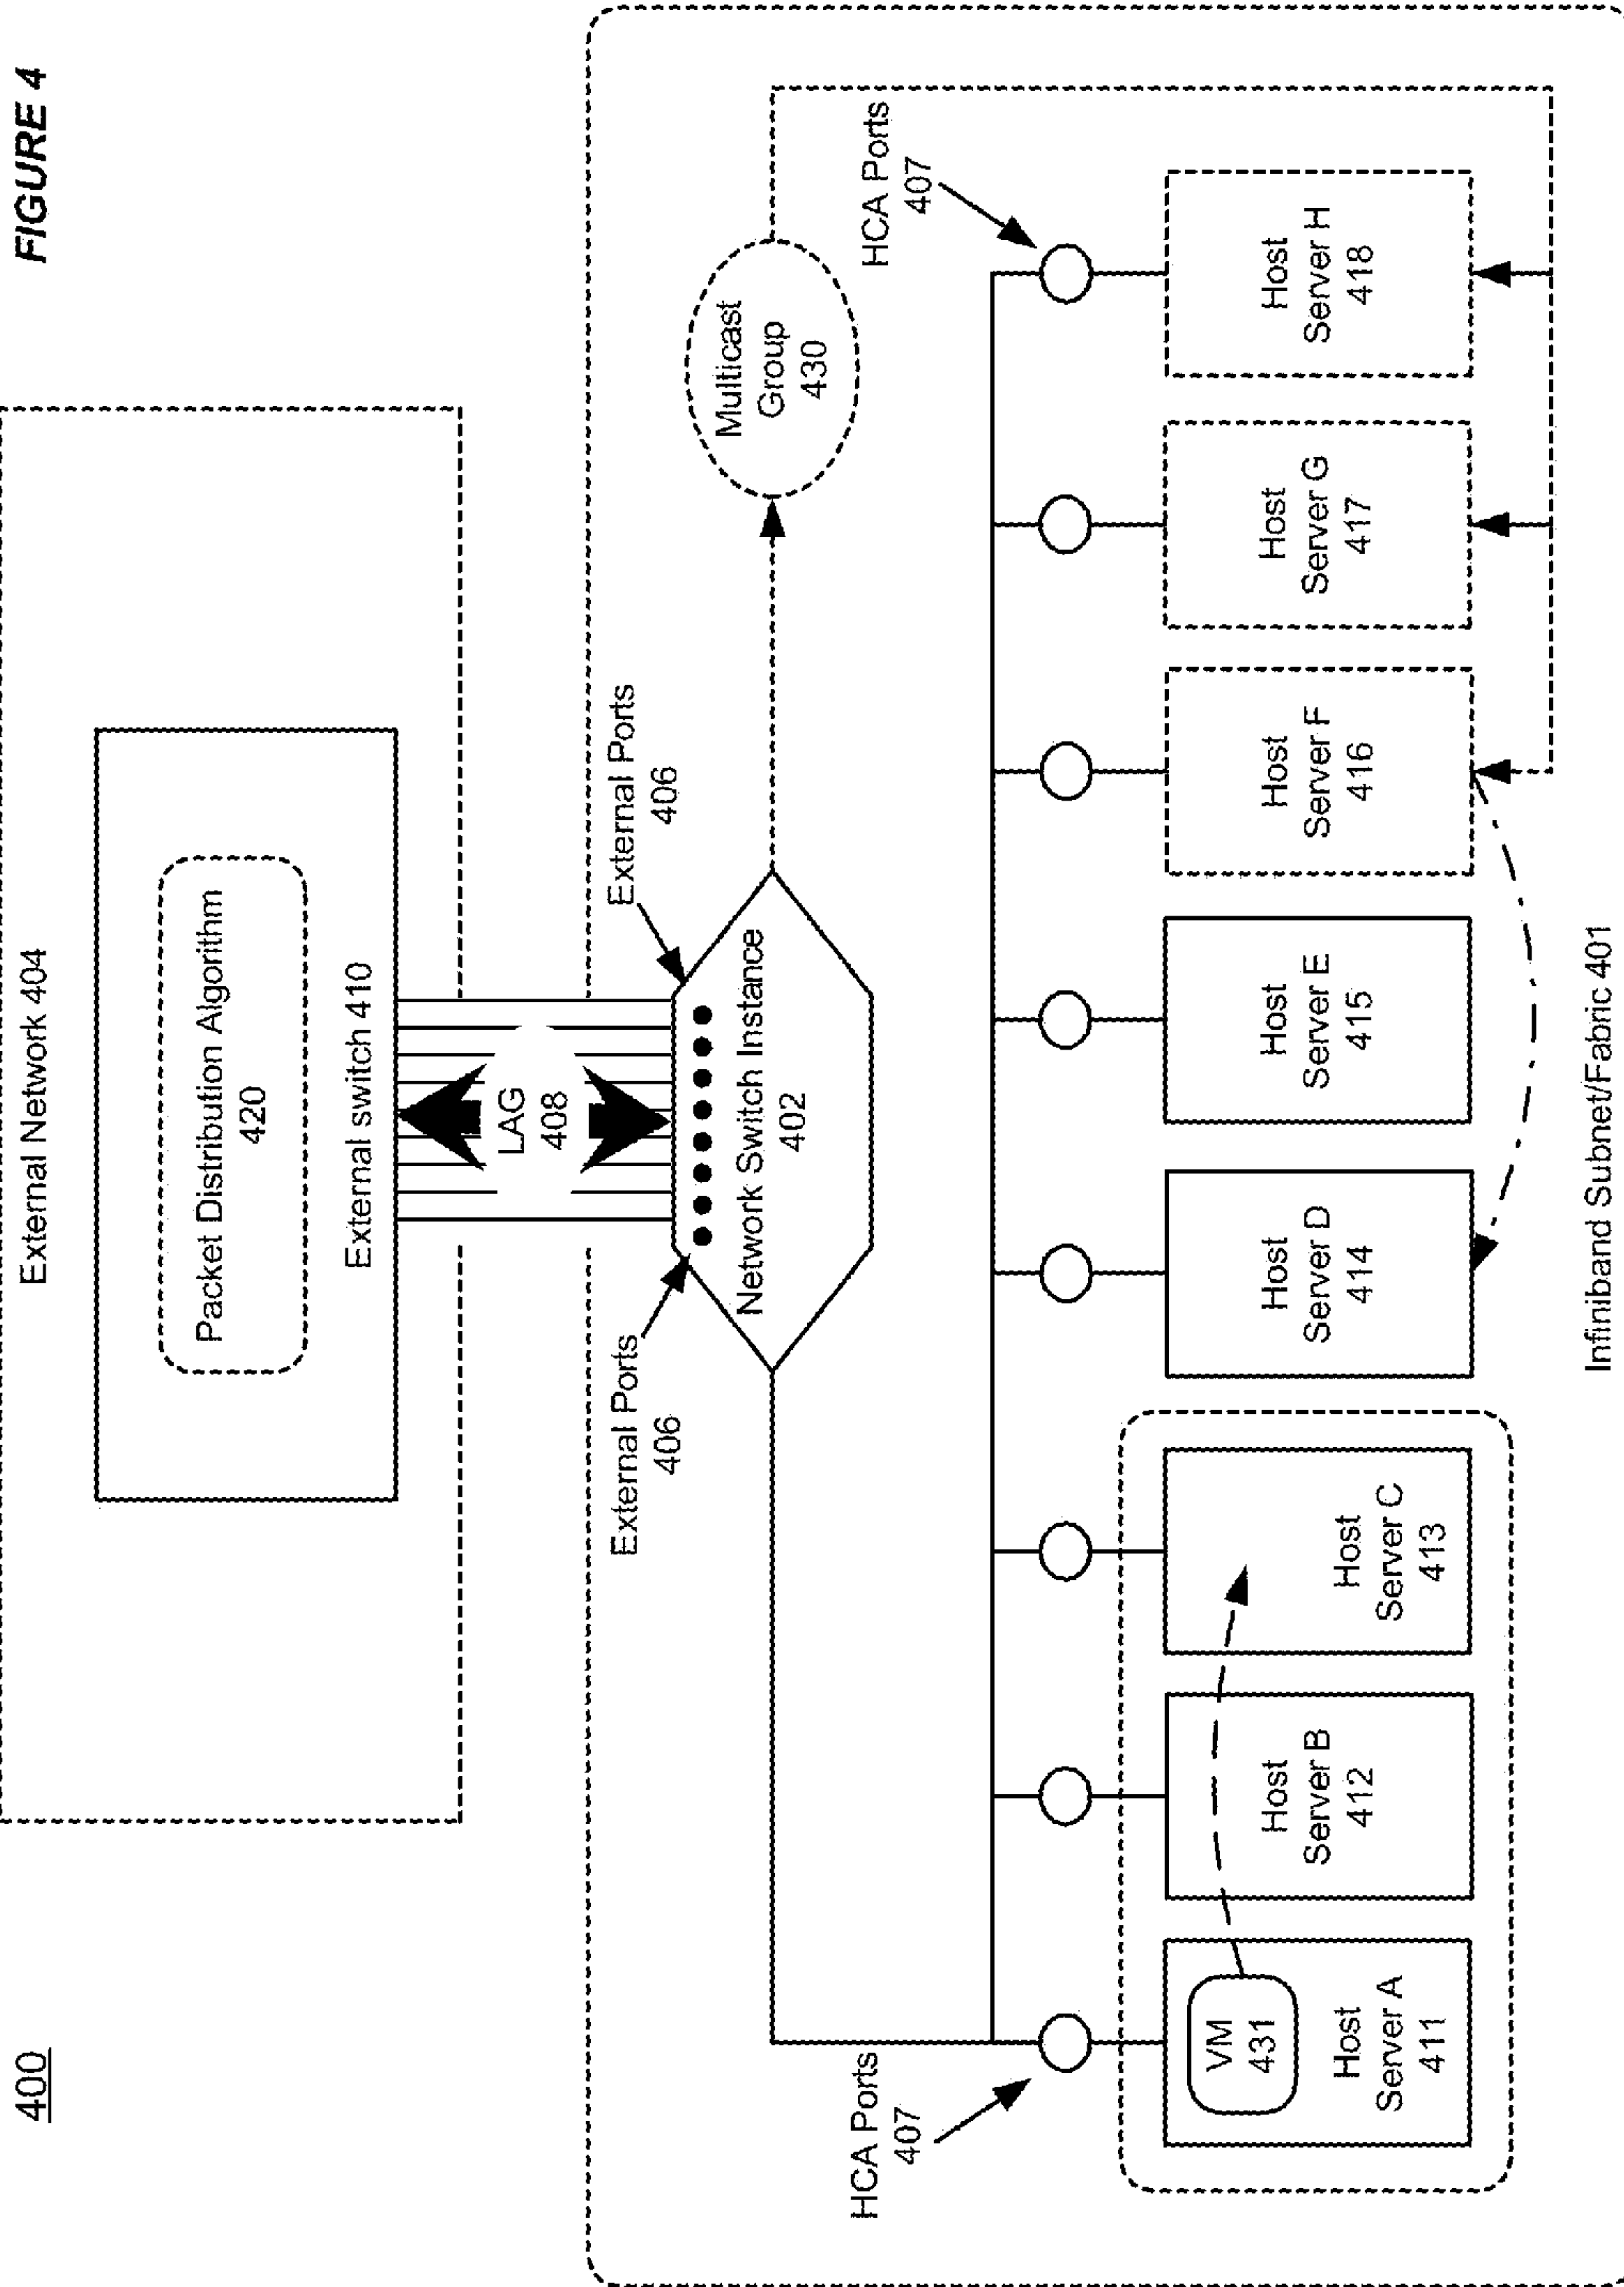 400
FIGURE 4
External Network 404
Packet Distribution Algorithm
420
External switch 410
LAG
408
External Ports
406
External Ports
406
Network Switch Instance
402
Multicast
Group
430
HCA Ports
407
HCA Ports
407
VM
431
Host
Server A
411
Host
Server B
412
Host
Server C
413
Host
Server D
414
Host
Server E
415
Host
Server F
416
Host
Server G
417
Host
Server H
418
Infiniband Subnet/Fabric 401